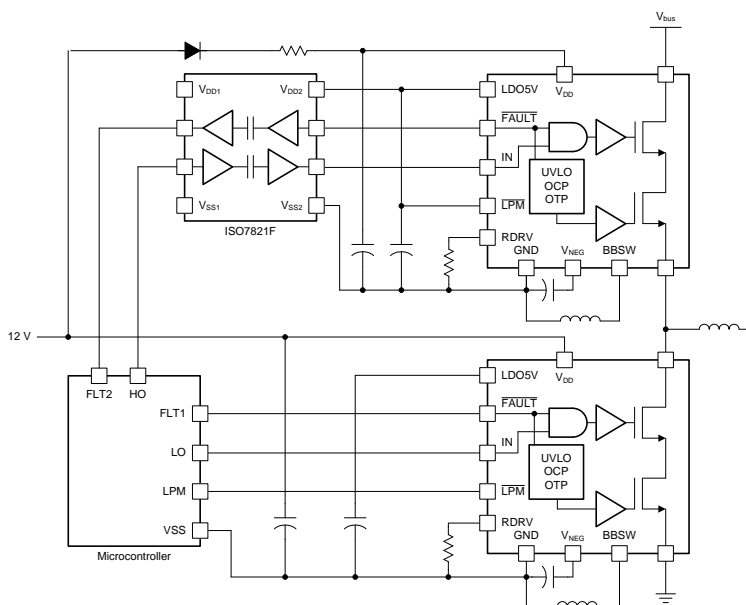 Vbus
LDO5V
VDD
VDD1
VDD2
FAULT
IN
UVLO
OCP
OTP
LPM
VSS1
VSS2
ISO7821F
RDRV
GND
VNEG
BBSW
12 V
FLT2
HO
LDO5V
VDD
FLT1
FAULT
LO
IN
UVLO
OCP
OTP
LPM
LPM
VSS
RDRV
GND
VNEG
BBSW
Microcontroller